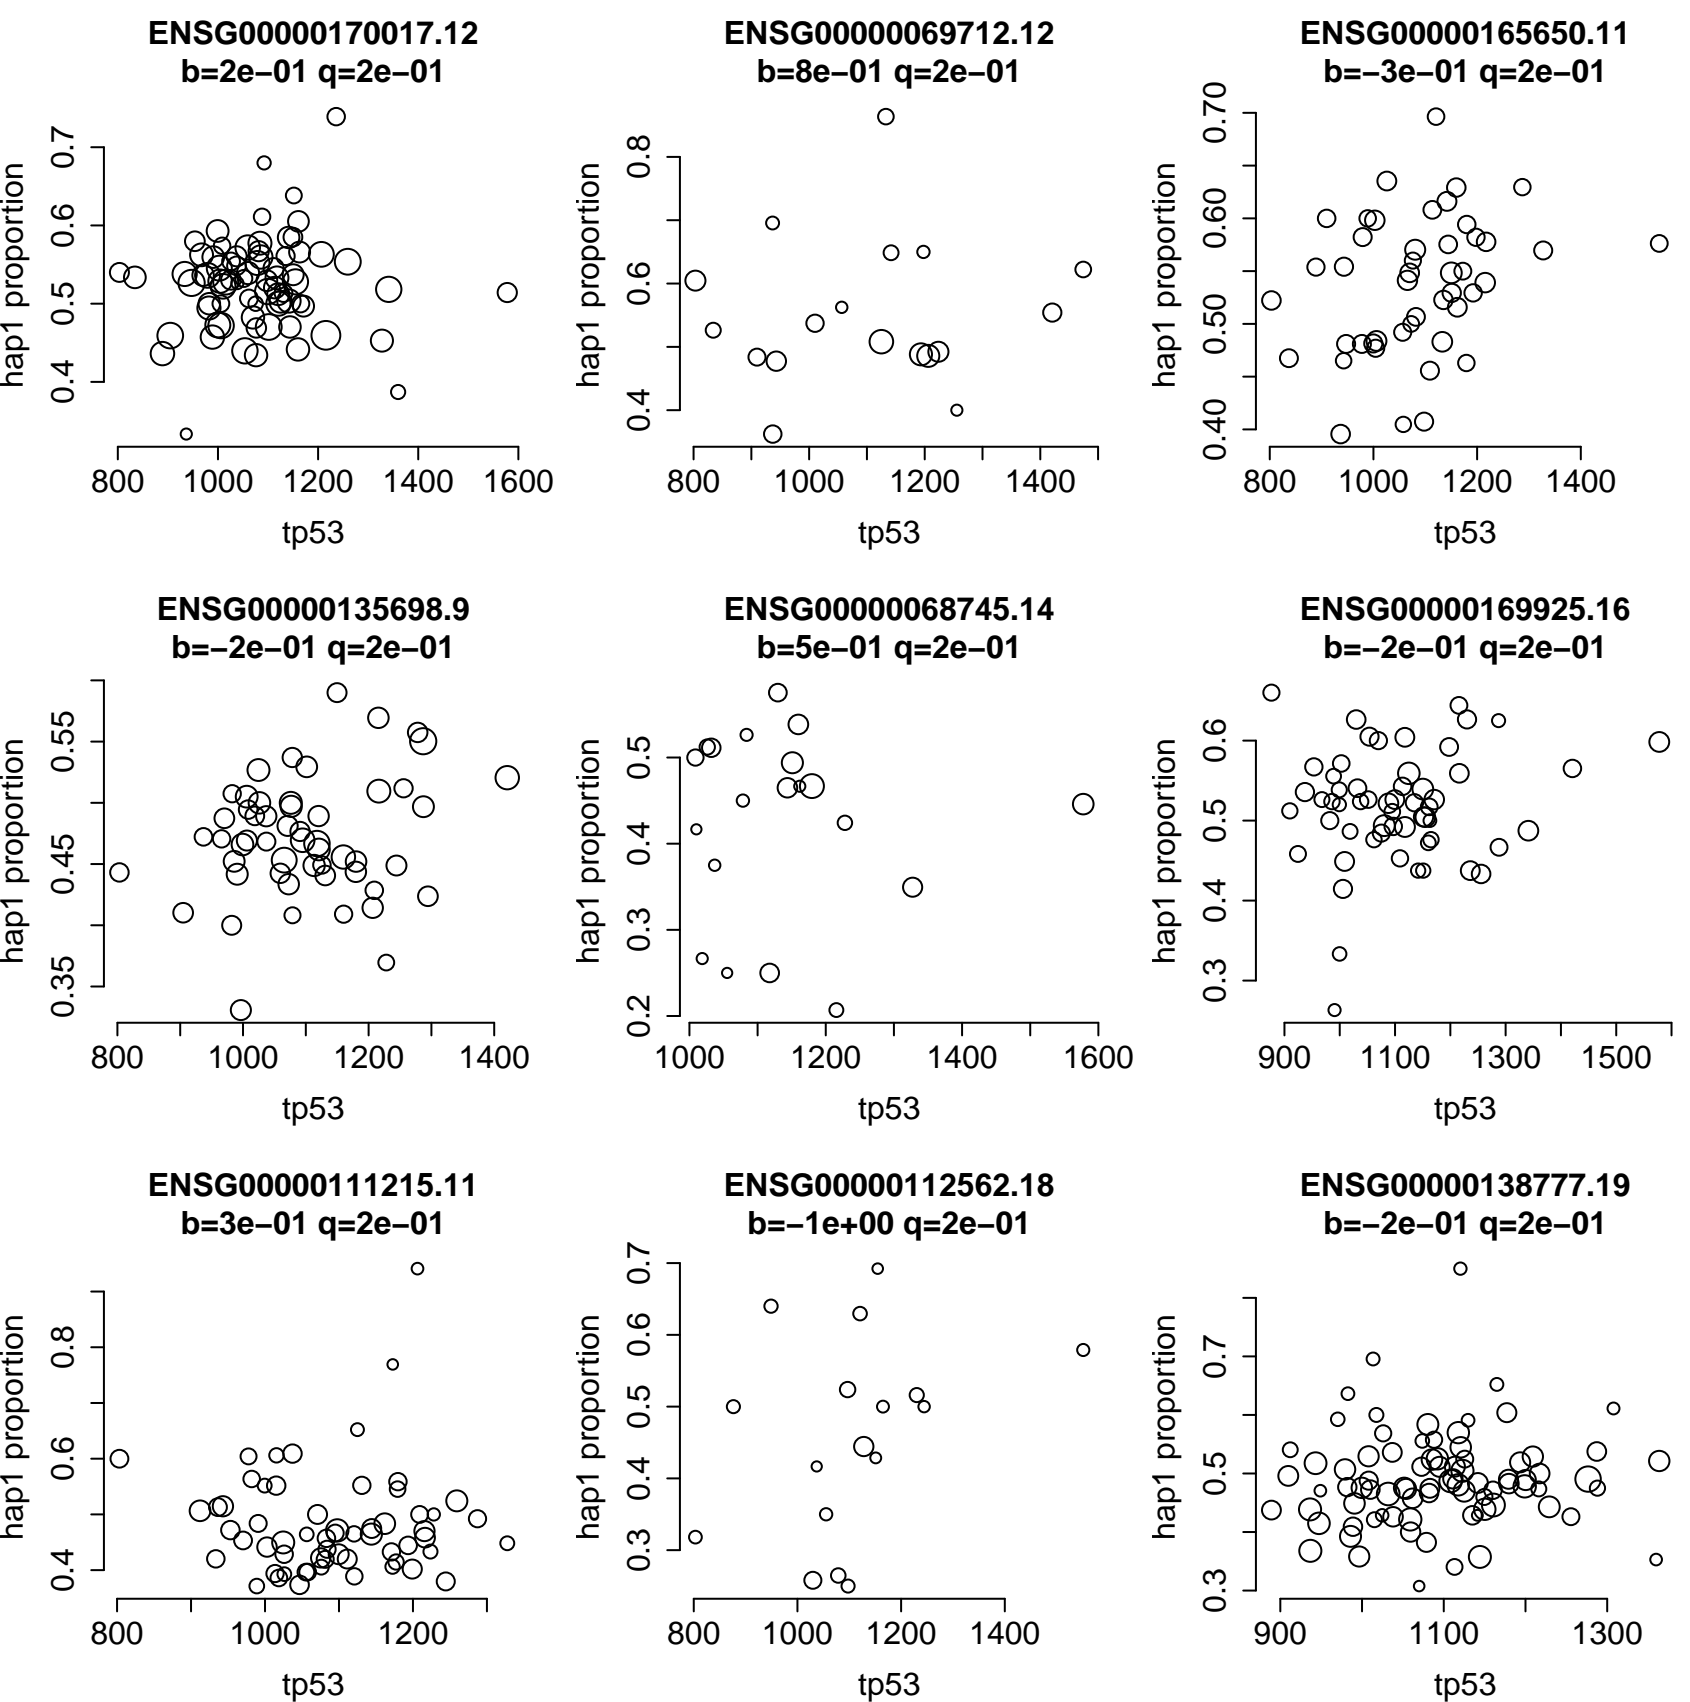 ENSG00000170017.12
b=2e−01 q=2e−01
hap1 proportion
0.4 0.5 0.6 0.7
800 1000 1200 1400 1600
tp53
ENSG00000069712.12
b=8e−01 q=2e−01
hap1 proportion
0.4 0.6 0.8
800 1000 1200 1400
tp53
ENSG00000165650.11
b=−3e−01 q=2e−01
hap1 proportion
0.40 0.50 0.60 0.70
800 1000 1200 1400
tp53
ENSG00000135698.9
b=−2e−01 q=2e−01
hap1 proportion
0.35 0.45 0.55
800 1000 1200 1400
tp53
ENSG00000068745.14
b=5e−01 q=2e−01
hap1 proportion
0.2 0.3 0.4 0.5
1000 1200 1400 1600
tp53
ENSG00000169925.16
b=−2e−01 q=2e−01
hap1 proportion
0.3 0.4 0.5 0.6
900 1100 1300 1500
tp53
ENSG00000111215.11
b=3e−01 q=2e−01
hap1 proportion
0.4 0.6 0.8
800 1000 1200
tp53
ENSG00000112562.18
b=−1e+00 q=2e−01
hap1 proportion
0.3 0.4 0.5 0.6 0.7
800 1000 1200 1400
tp53
ENSG00000138777.19
b=−2e−01 q=2e−01
hap1 proportion
0.3 0.5 0.7
900 1100 1300
tp53